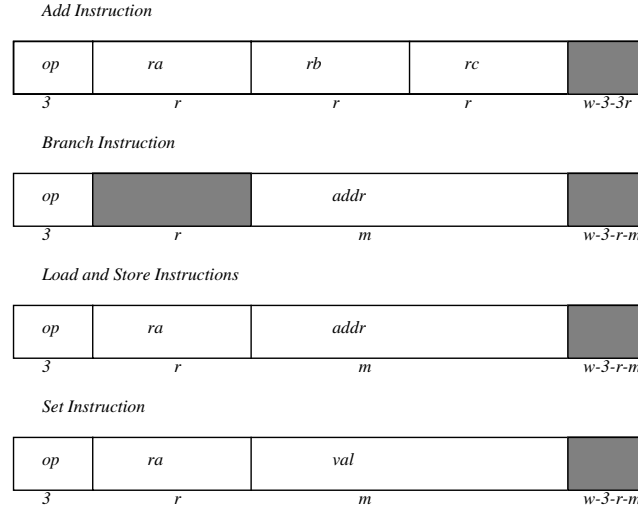 Add Instruction
op ra rb rc
3 r r r w-3-3r
Branch Instruction
op addr
3 r m w-3-r-m
Load and Store Instructions
op ra addr
3 r m w-3-r-m
Set Instruction
op ra val
3 r m w-3-r-m